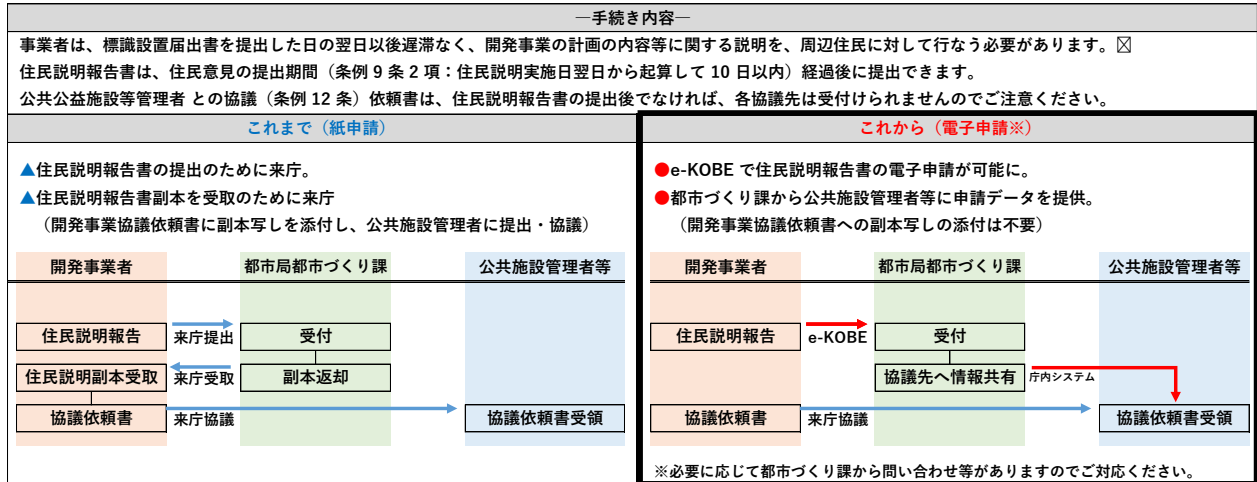 ―手続き内容―
事業者は、標識設置届出書を提出した日の翌日以後遅滞なく、開発事業の計画の内容等に関する説明を、周辺住民に対して行なう必要があります。
住民説明報告書は、住民意見の提出期間（条例9条2項：住民説明実施日翌日から起算して10日以内）経過後に提出できます。
公共公益施設等管理者 との協議（条例12条）依頼書は、住民説明報告書の提出後でなければ、各協議先は受付けられませんのでご注意ください。
これまで（紙申請）
▲住民説明報告書の提出のために来庁。
▲住民説明報告書副本を受取のために来庁
（開発事業協議依頼書に副本写しを添付し、公共施設管理者に提出・協議）
開発事業者
都市局都市づくり課
公共施設管理者等
住民説明報告
来庁提出
受付
住民説明副本受取
来庁受取
副本返却
協議依頼書
来庁協議
協議依頼書受領
これから（電子申請※）
●e-KOBEで住民説明報告書の電子申請が可能に。
●都市づくり課から公共施設管理者等に申請データを提供。
（開発事業協議依頼書への副本写しの添付は不要）
開発事業者
都市局都市づくり課
公共施設管理者等
住民説明報告
e-KOBE
受付
協議先へ情報共有
庁内システム
協議依頼書
来庁協議
協議依頼書受領
※必要に応じて都市づくり課から問い合わせ等がありますのでご対応ください。